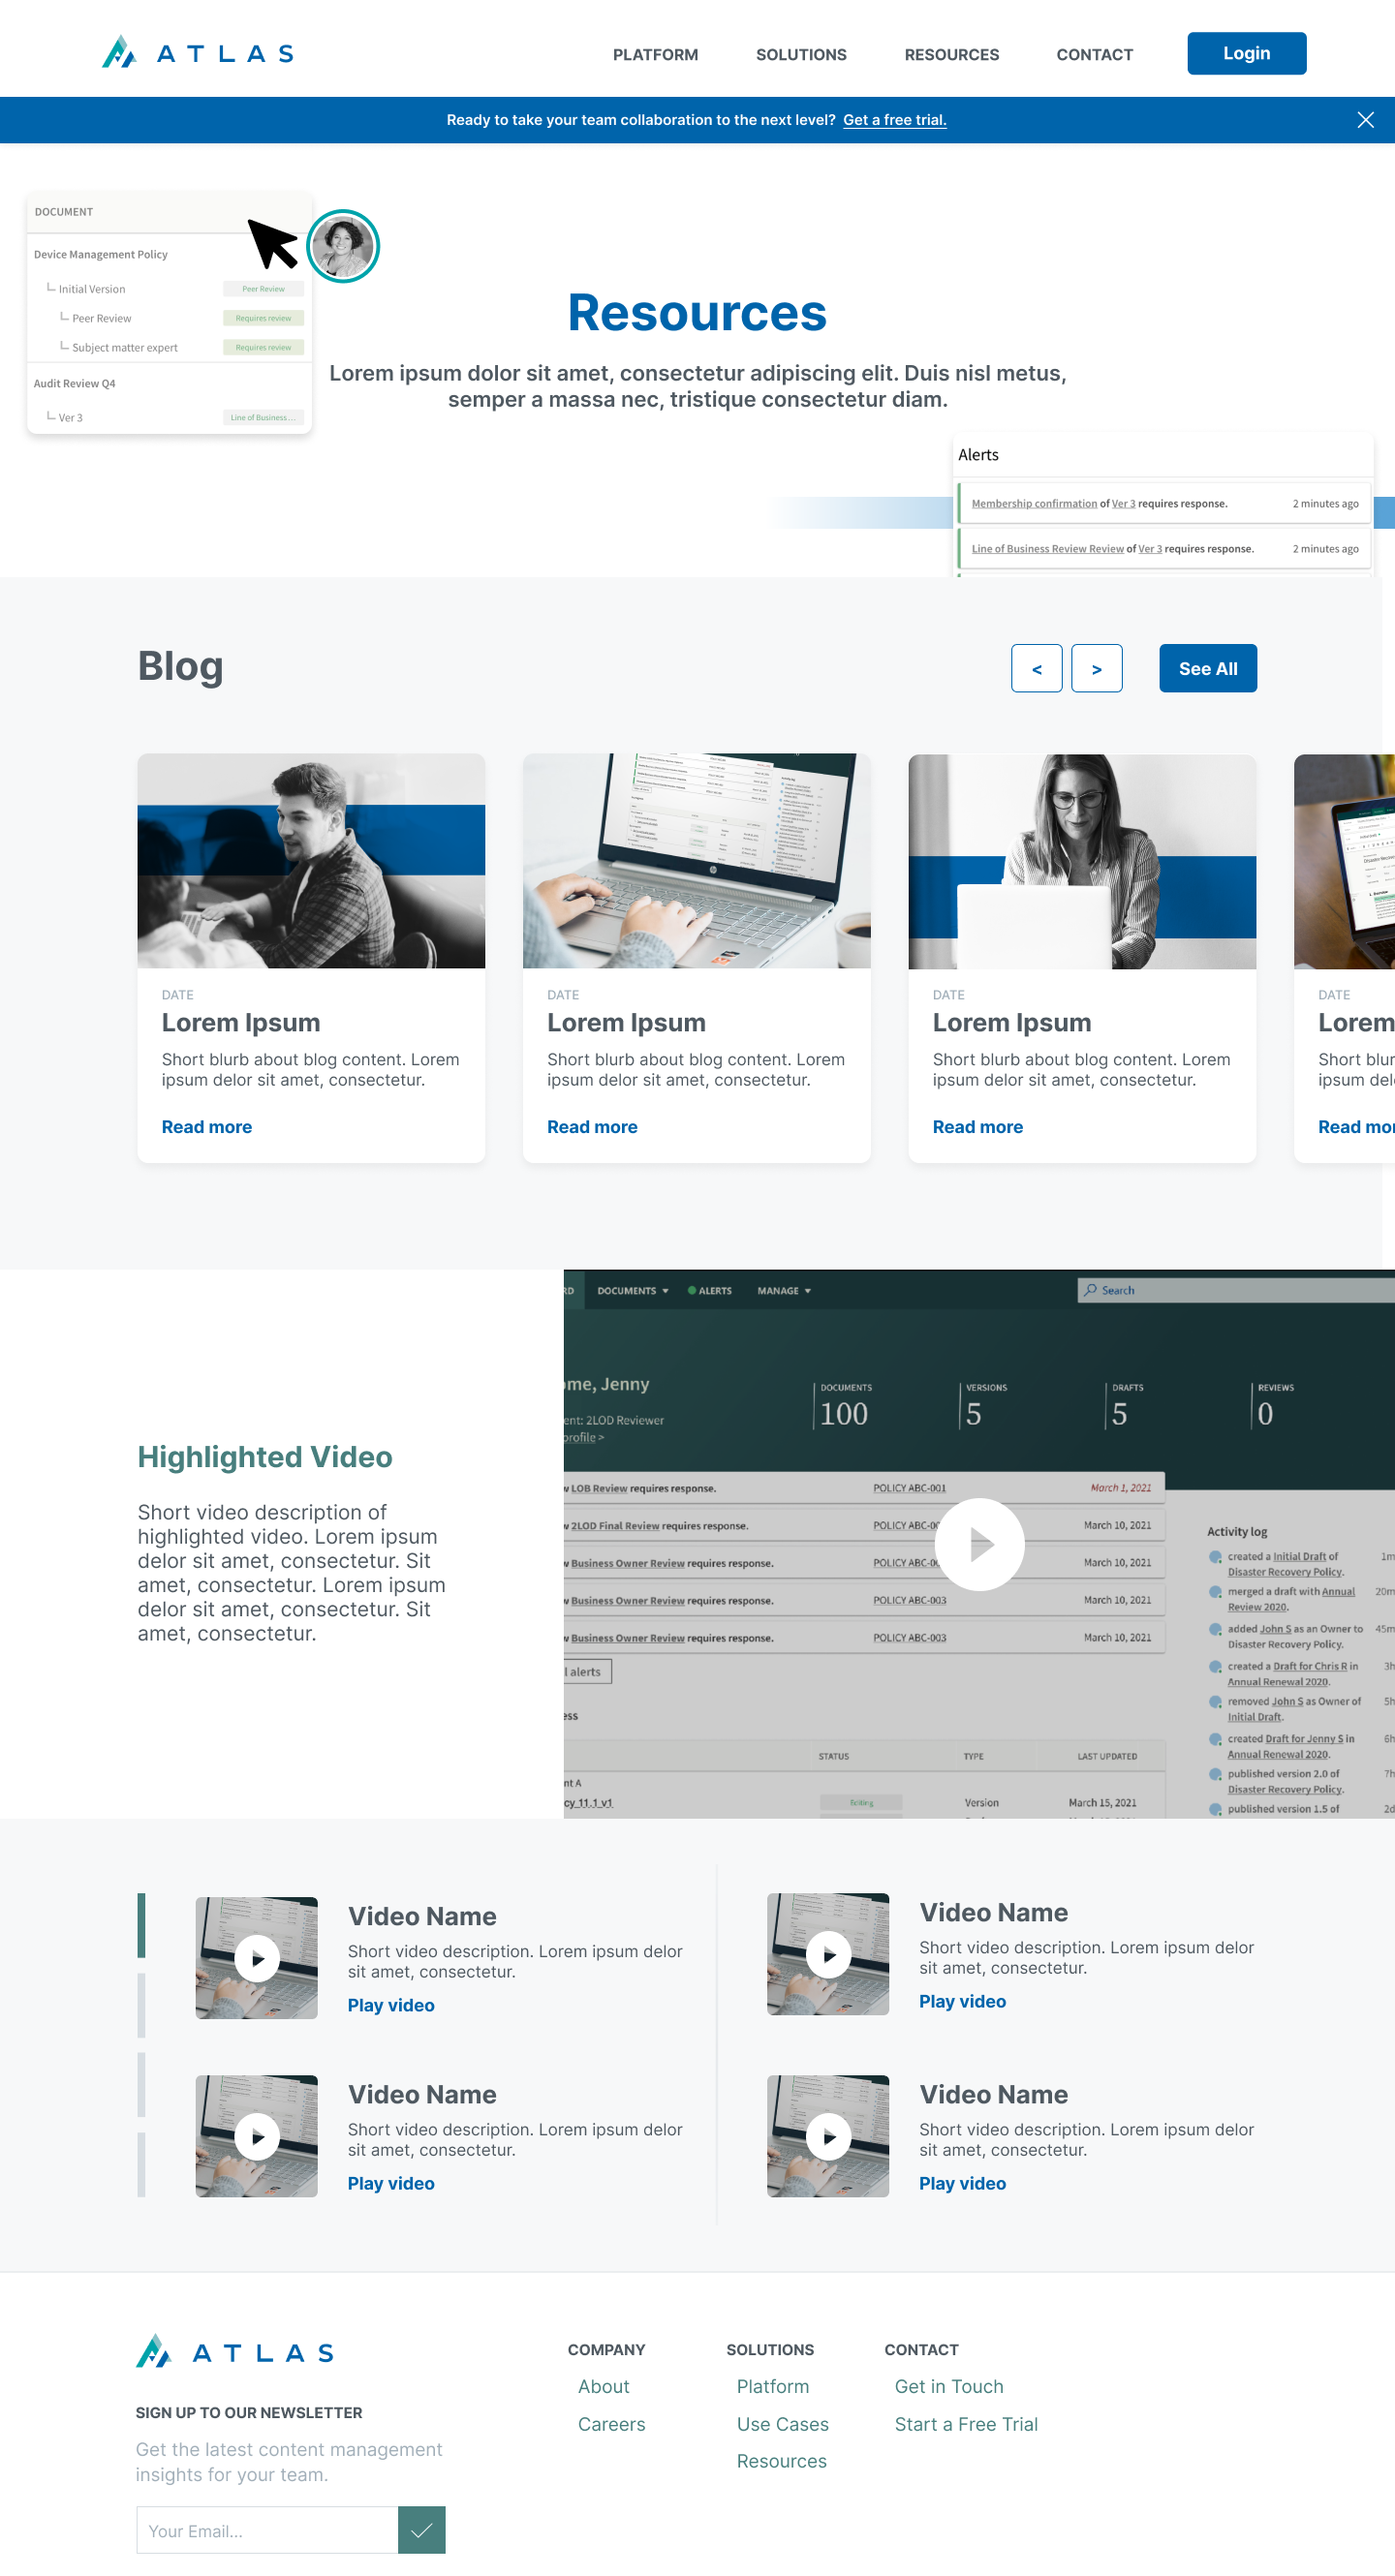 ATLAS
PLATFORM
SOLUTIONS
RESOURCES
CONTACT
Login
Ready to take your team collaboration to the next level? Get a free trial.
DOCUMENT
Device Management Policy
Initial Version
Peer Review
Peer Review
Requires review
Subject matter expert
Requires review
Audit Review Q4
Ver 3
Line of Business ...
Resources
Lorem ipsum dolor sit amet, consectetur adipiscing elit. Duis nisl metus,
semper a massa nec, tristique consectetur diam.
Alerts
Membership confirmation of Ver 3 requires response.
2 minutes ago
Line of Business Review Review of Ver 3 requires response.
2 minutes ago
Blog
<
>
See All
DATE
Lorem Ipsum
Short blurb about blog content. Lorem
ipsum delor sit amet, consectetur.
Read more
DATE
Lorem Ipsum
Short blurb about blog content. Lorem
ipsum delor sit amet, consectetur.
Read more
DATE
Lorem Ipsum
Short blurb about blog content. Lorem
ipsum delor sit amet, consectetur.
Read more
DATE
Lorem
Short blur
ipsum del
Read mor
Highlighted Video
Short video description of
highlighted video. Lorem ipsum
delor sit amet, consectetur. Sit
amet, consectetur. Lorem ipsum
delor sit amet, consectetur. Sit
amet, consectetur.
RD
DOCUMENTS
ALERTS
MANAGE
Search
ome, Jenny
ent: 2LOD Reviewer
profile >
DOCUMENTS
100
VERSIONS
5
DRAFTS
5
REVIEWS
0
w LOB Review requires response.
POLICY ABC-001
March 1, 2021
w 2LOD Final Review requires response.
POLICY ABC-0
March 10, 2021
w Business Owner Review requires response.
POLICY ABC-00
March 10, 2021
w Business Owner Review requires response.
POLICY ABC-003
March 10, 2021
w Business Owner Review requires response.
POLICY ABC-003
March 10, 2021
l alerts
ess
STATUS
TYPE
LAST UPDATED
nt A
cy_11.1_v1
Editing
Version
March 15, 2021
Activity log
created a Initial Draft of
Disaster Recovery Policy.
1m
merged a draft with Annual
Review 2020.
20m
added John S as an Owner to
Disaster Recovery Policy.
45m
created a Draft for Chris R in
Annual Renewal 2020.
3h
removed John S as Owner of
Initial Draft.
5h
created Draft for Jenny S in
Annual Renewal 2020.
6h
published version 2.0 of
Disaster Recovery Policy.
7h
published version 1.5 of
2d
Video Name
Short video description. Lorem ipsum delor
sit amet, consectetur.
Play video
Video Name
Short video description. Lorem ipsum delor
sit amet, consectetur.
Play video
Video Name
Short video description. Lorem ipsum delor
sit amet, consectetur.
Play video
Video Name
Short video description. Lorem ipsum delor
sit amet, consectetur.
Play video
ATLAS
SIGN UP TO OUR NEWSLETTER
Get the latest content management
insights for your team.
Your Email...
COMPANY
About
Careers
SOLUTIONS
Platform
Use Cases
Resources
CONTACT
Get in Touch
Start a Free Trial